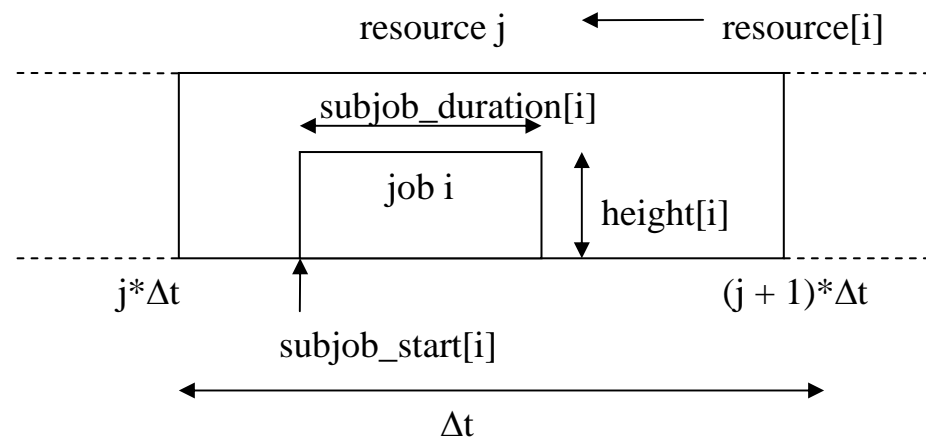 resource j
resource[i]
subjob_duration[i]
job i
height[i]
j*Δt
(j + 1)*Δt
subjob_start[i]
Δt